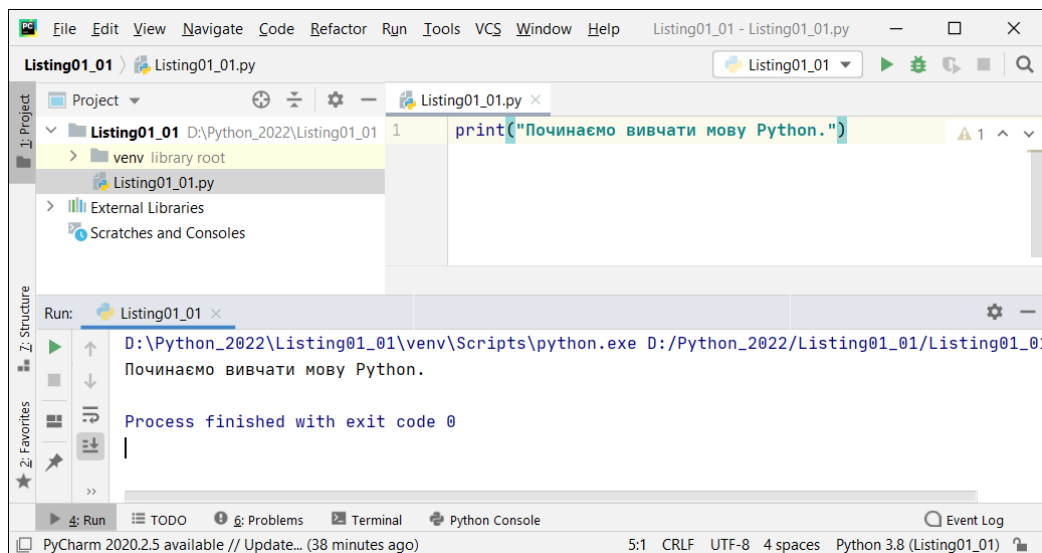 PC File Edit View Navigate Code Refactor Run Tools VCS Window Help Listing01_01 - Listing01_01.py
Listing01_01 Listing01_01.py Listing01_01
1: Project
Project
Listing01_01.py
Listing01_01 D:\Python_2022\Listing01_01
venv library root
Listing01_01.py
External Libraries
Scratches and Consoles
1 print("Починаємо вивчати мову Python.") 1
Z: Structure
2: Favorites
Run: Listing01_01
D:\Python_2022\Listing01_01\venv\Scripts\python.exe D:/Python_2022/Listing01_01/Listing01_01
Починаємо вивчати мову Python.
Process finished with exit code 0
4: Run TODO 6: Problems Terminal Python Console Event Log
PyCharm 2020.2.5 available // Update... (38 minutes ago) 5:1 CRLF UTF-8 4 spaces Python 3.8 (Listing01_01)